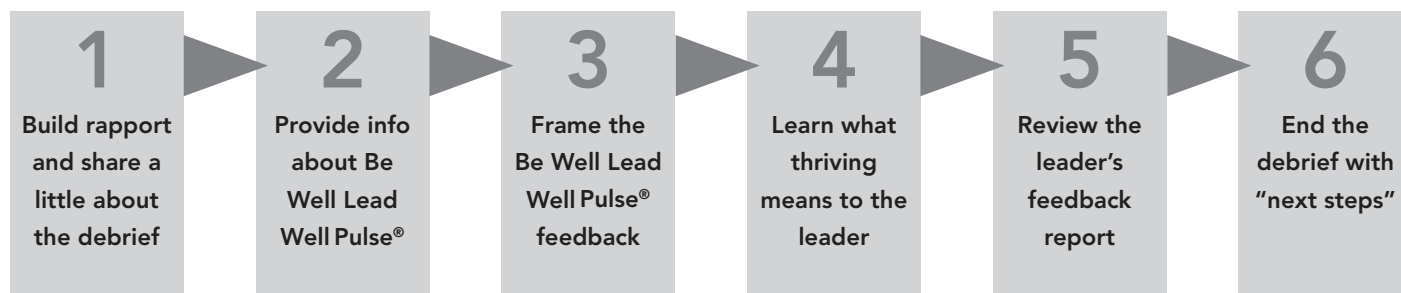 1
Build rapport
and share a
little about
the debrief
2
Provide info
about Be
Well Lead
Well Pulse®
3
Frame the
Be Well Lead
Well Pulse®
feedback
4
Learn what
thriving
means to the
leader
5
Review the
leader’s
feedback
report
6
End the
debrief with
“next steps”